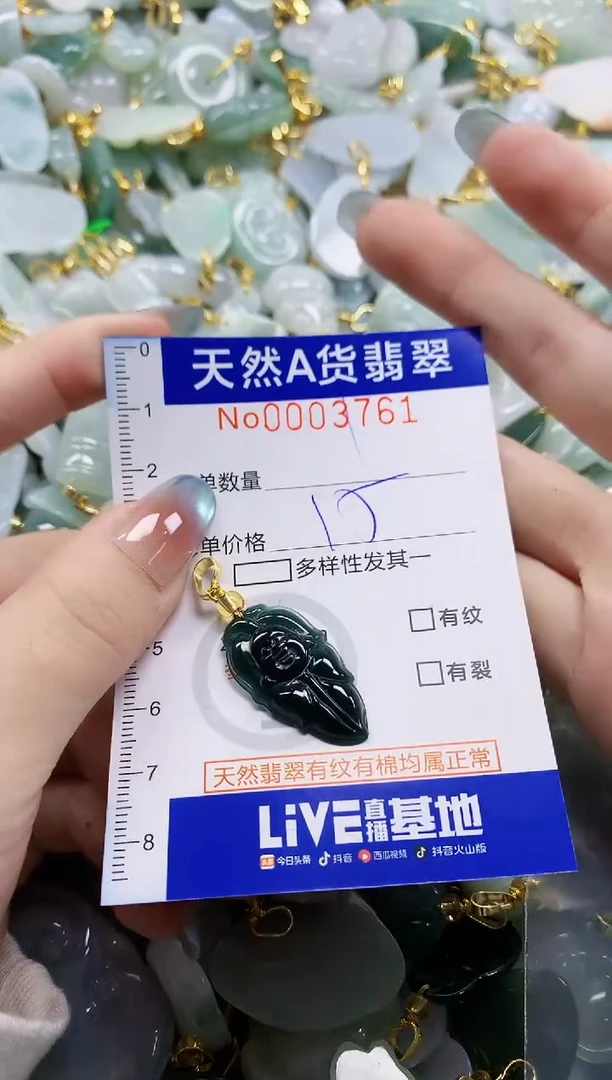 天然A货翡翠
No0003761
单数量
单价格 15
多样性发其一
有纹
有裂
天然翡翠有纹有棉均属正常
LiVE直播基地
今日头条 抖音 西瓜视频 抖音火山版
0
1
2
5
6
7
8